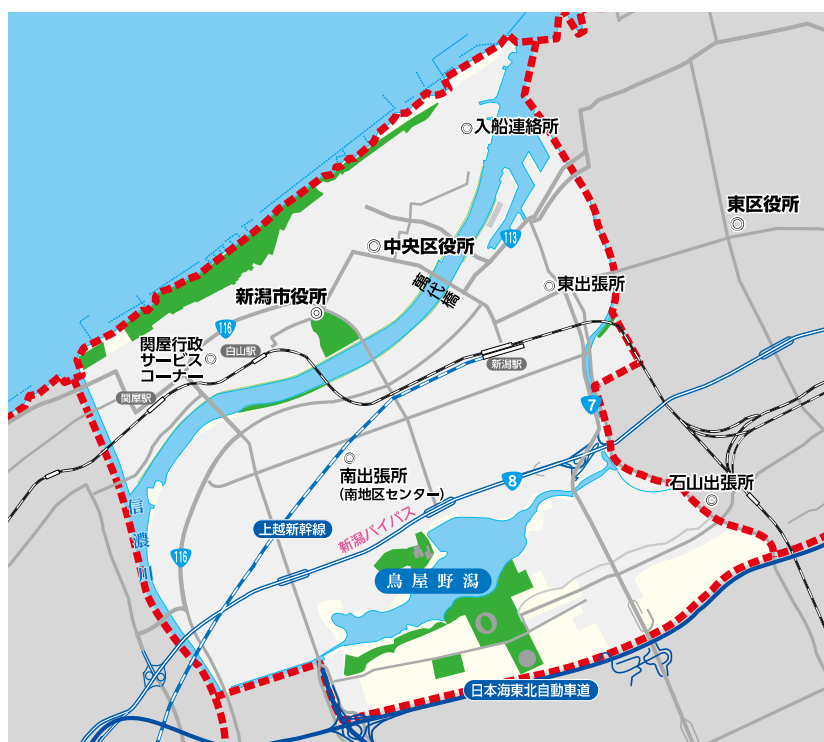 入船連絡所
東区役所
113
中央区役所
萬代橋
東出張所
新潟市役所
116
関屋行政
サービス
コーナー
白山駅
新潟駅
関屋駅
7
南出張所
(南地区センター)
8
石山出張所
信濃川
上越新幹線
新潟バイパス
116
鳥屋野潟
日本海東北自動車道